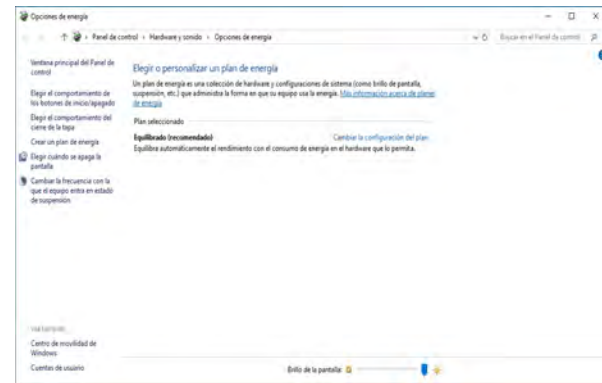 Opciones de energía
Panel de control › Hardware y sonido › Opciones de energía
Buscar en el Panel de control
Ventana principal del Panel de
control
Elegir el comportamiento de
los botones de inicio/apagado
Elegir el comportamiento del
cierre de la tapa
Crear un plan de energía
Elegir cuándo se apaga la
pantalla
Cambiar la frecuencia con la
que el equipo entra en estado
de suspensión
Elegir o personalizar un plan de energía
Un plan de energía es una colección de hardware y configuraciones de sistema (como brillo de pantalla,
suspensión, etc.) que administra la forma en que su equipo usa la energía. Más información acerca de planes
de energía
Plan seleccionado
Equilibrado (recomendado) Cambiar la configuración del plan
Equilibra automáticamente el rendimiento con el consumo de energía en el hardware que lo permita.
Vea también
Centro de movilidad de
Windows
Cuentas de usuario
Brillo de la pantalla: